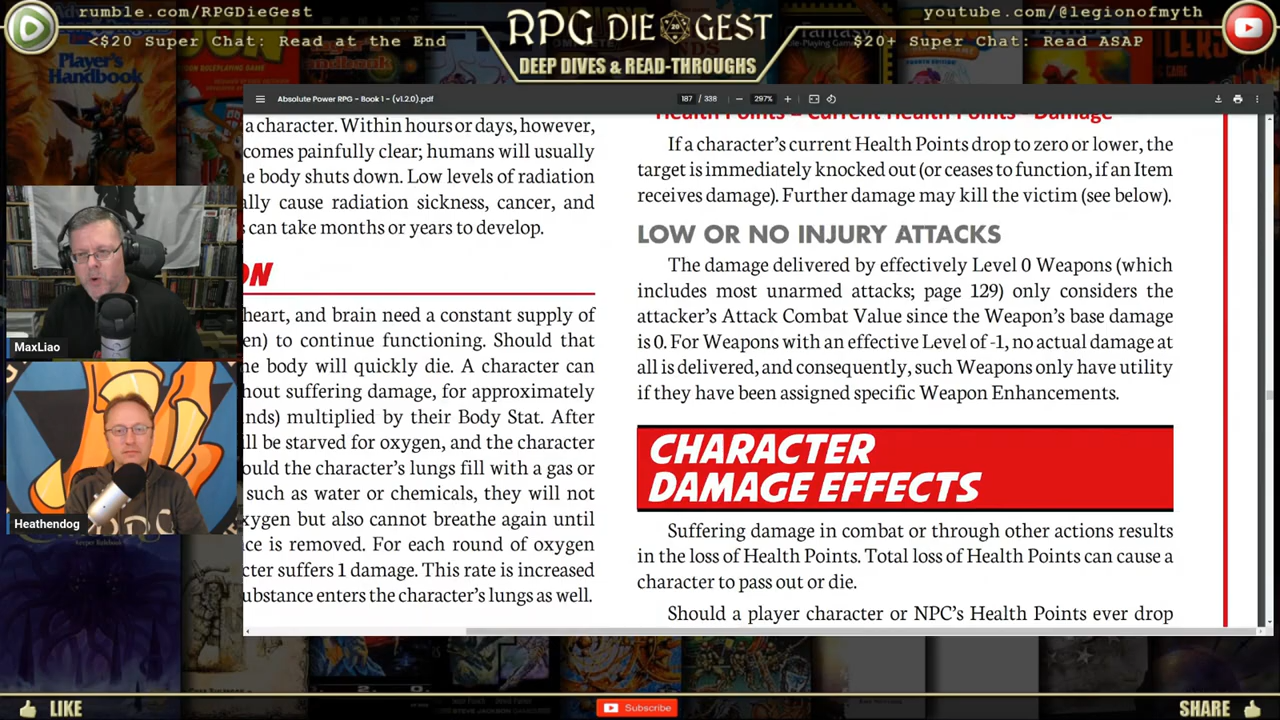 rumble.com/RPGDieGest
<$20 Super Chat: Read at the End
RPG DIE GEST
DEEP DIVES & READ-THROUGHS
youtube.com/@legionofmyth
$20+ Super Chat: Read ASAP
Player's
Handbook
Absolute Power RPG - Book 1 - (v1.2.0).pdf
187 / 338
297%
a character. Within hours or days, however,
comes painfully clear; humans will usually
e body shuts down. Low levels of radiation
ally cause radiation sickness, cancer, and
s can take months or years to develop.
ON
heart, and brain need a constant supply of
en) to continue functioning. Should that
e body will quickly die. A character can
hout suffering damage, for approximately
nds) multiplied by their Body Stat. After
ll be starved for oxygen, and the character
ould the character's lungs fill with a gas or
such as water or chemicals, they will not
xygen but also cannot breathe again until
ce is removed. For each round of oxygen
cter suffers 1 damage. This rate is increased
ubstance enters the character's lungs as well.
Health Points = Current Health Points - Damage
If a character's current Health Points drop to zero or lower, the
target is immediately knocked out (or ceases to function, if an Item
receives damage). Further damage may kill the victim (see below).
LOW OR NO INJURY ATTACKS
The damage delivered by effectively Level 0 Weapons (which
includes most unarmed attacks; page 129) only considers the
attacker's Attack Combat Value since the Weapon's base damage
is 0. For Weapons with an effective Level of -1, no actual damage at
all is delivered, and consequently, such Weapons only have utility
if they have been assigned specific Weapon Enhancements.
CHARACTER
DAMAGE EFFECTS
Suffering damage in combat or through other actions results
in the loss of Health Points. Total loss of Health Points can cause a
character to pass out or die.
Should a player character or NPC's Health Points ever drop
MaxLiao
Heathendog
LIKE
Subscribe
SHARE